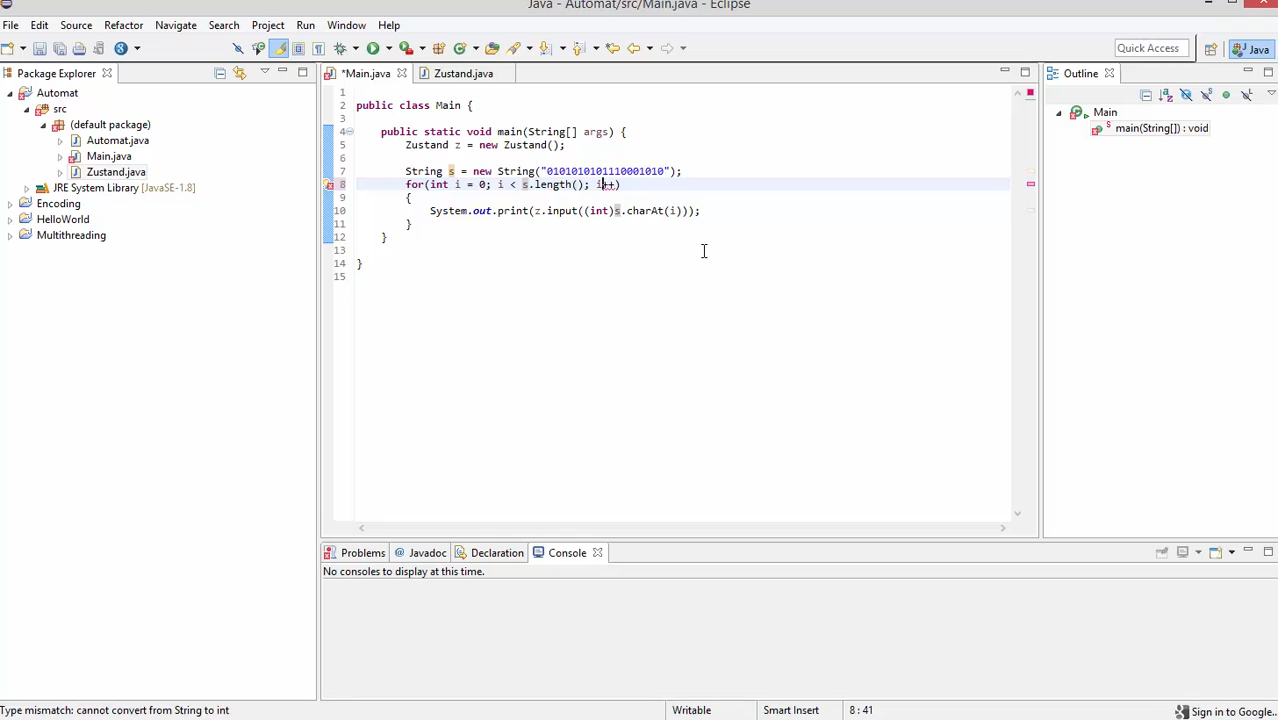 Java - Automat/src/Main.java - Eclipse
File Edit Source Refactor Navigate Search Project Run Window Help
Quick Access Java
Package Explorer
*Main.java Zustand.java
Outline
Automat
src
(default package)
Automat.java
Main.java
Zustand.java
JRE System Library [JavaSE-1.8]
Encoding
HelloWorld
Multithreading
1
2 public class Main {
3
4 public static void main(String[] args) {
5 Zustand z = new Zustand();
6
7 String s = new String("0101010101110001010");
8 for(int i = 0; i < s.length(); i++)
9 {
10 System.out.print(z.input((int)s.charAt(i)));
11 }
12 }
13
14 }
15
Main
main(String[]) : void
Problems @ Javadoc Declaration Console
No consoles to display at this time.
Type mismatch: cannot convert from String to int Writable Smart Insert 8 : 41 Sign in to Google...